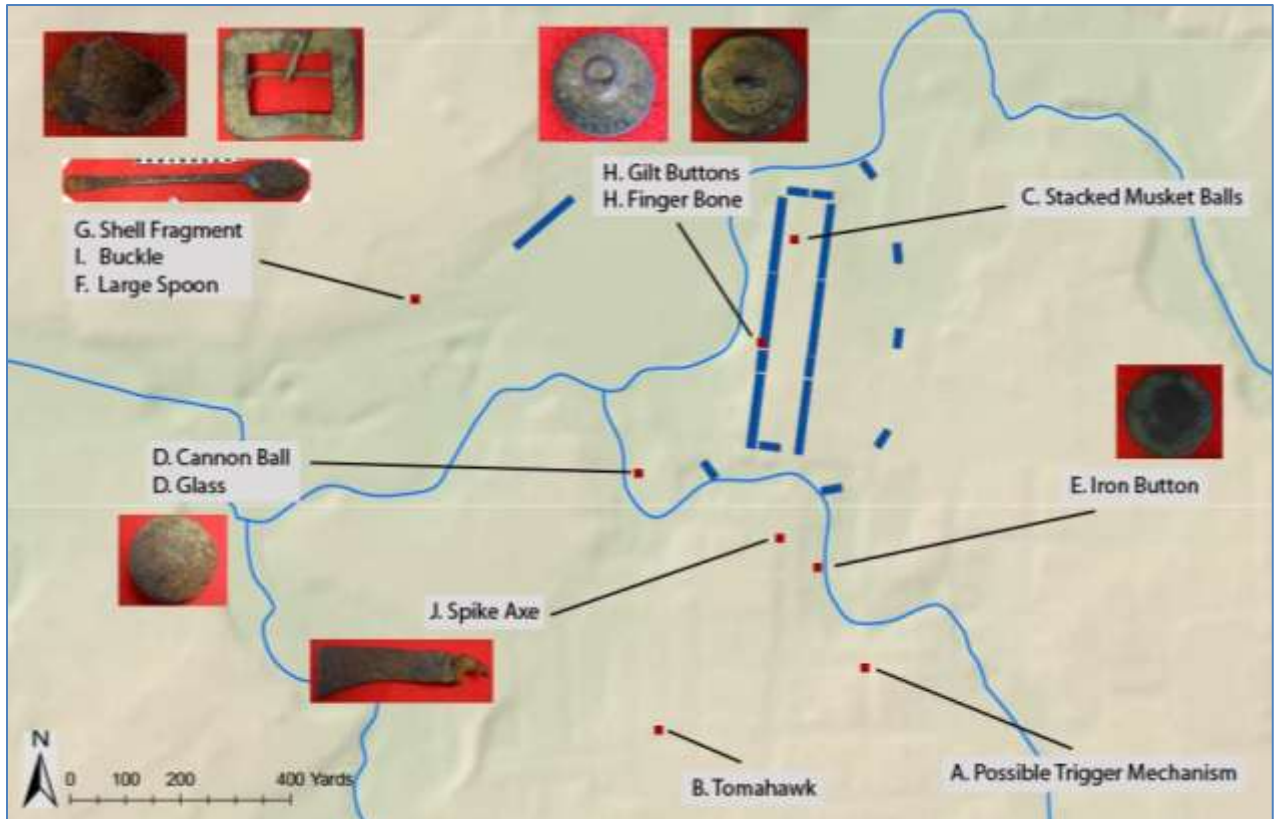 H. Gilt Buttons
H. Finger Bone
C. Stacked Musket Balls
G. Shell Fragment
I. Buckle
F. Large Spoon
D. Cannon Ball
D. Glass
E. Iron Button
J. Spike Axe
N
0 100 200 400 Yards
B. Tomahawk
A. Possible Trigger Mechanism